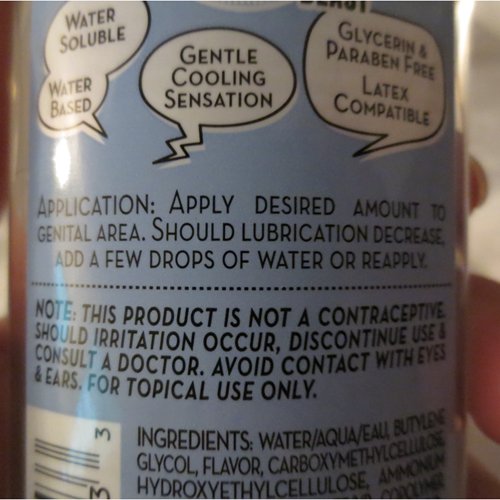 WATER
SOLUBLE
WATER
BASED
GENTLE
COOLING
SENSATION
GLYCERIN &
PARABEN FREE
LATEX
COMPATIBLE
APPLICATION: APPLY DESIRED AMOUNT TO
GENITAL AREA. SHOULD LUBRICATION DECREASE,
ADD A FEW DROPS OF WATER OR REAPPLY.
NOTE: THIS PRODUCT IS NOT A CONTRACEPTIVE.
SHOULD IRRITATION OCCUR, DISCONTINUE USE &
CONSULT A DOCTOR. AVOID CONTACT WITH EYES
& EARS. FOR TOPICAL USE ONLY.
3
3
INGREDIENTS: WATER/AQUA/EAU, BUTYLENE
GLYCOL, FLAVOR, CARBOXYMETHYLCELLULOSE,
HYDROXYETHYLCELLULOSE, AMMONIUM